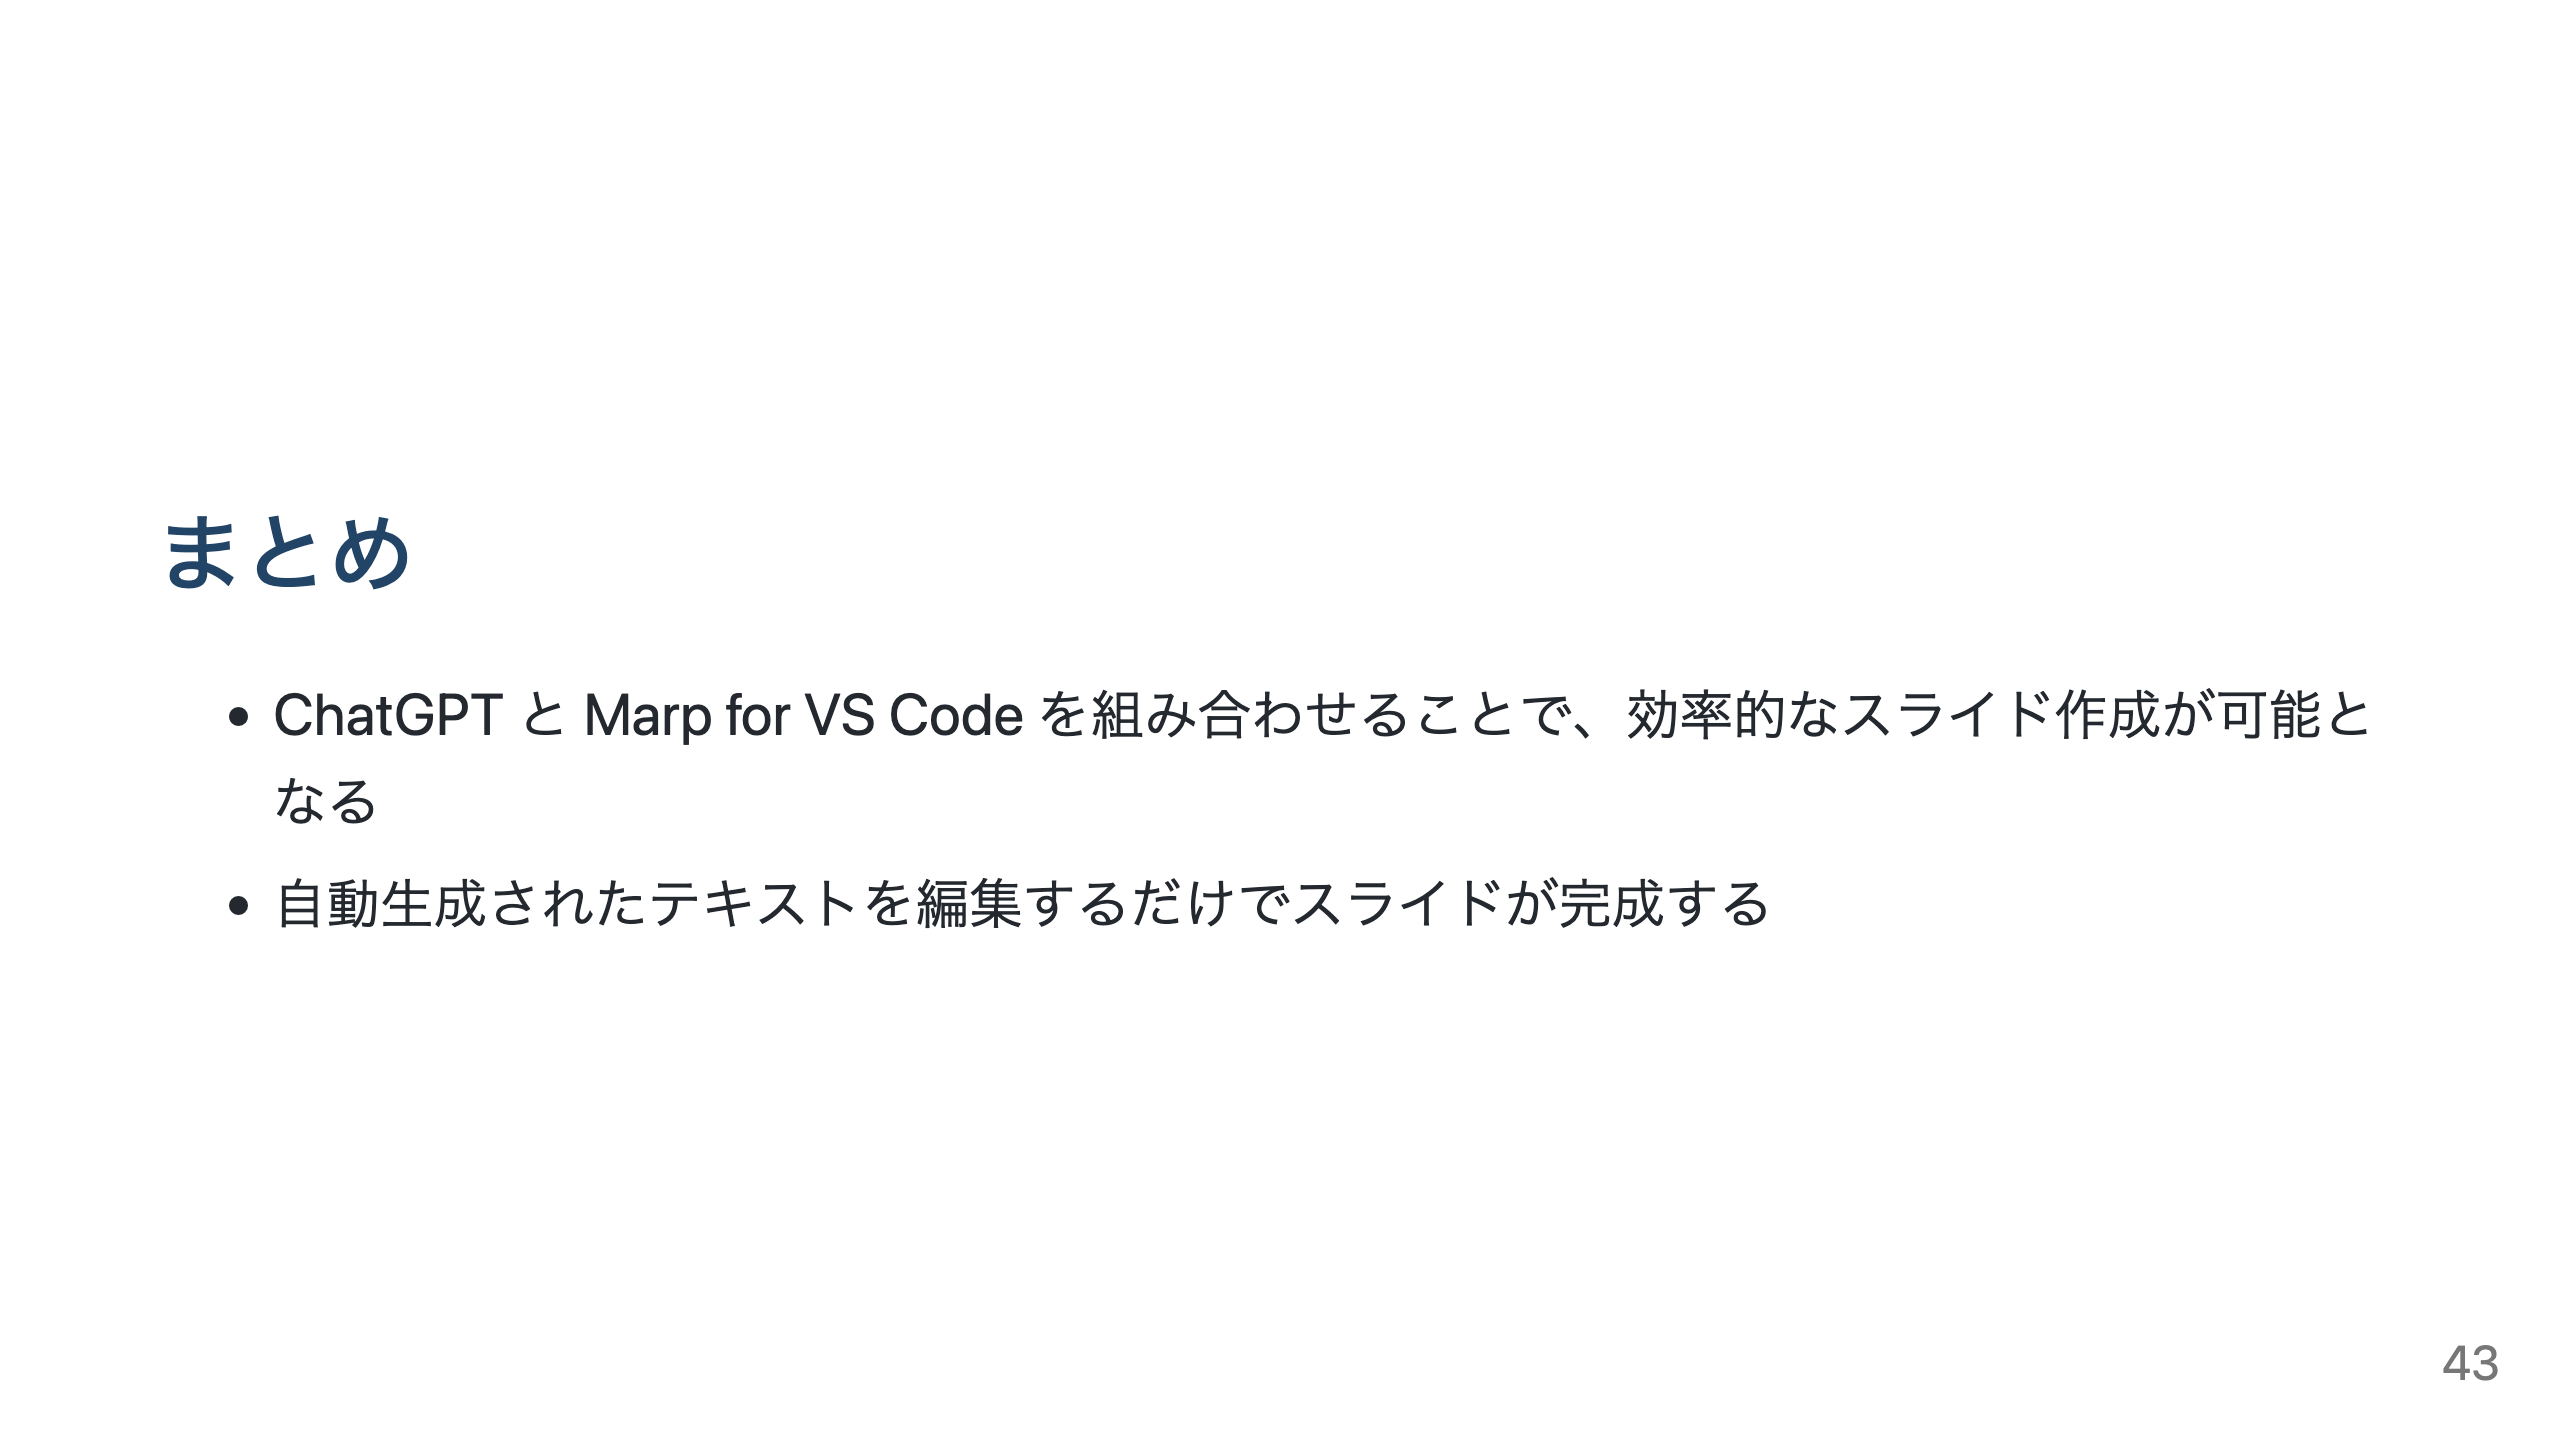 まとめ
• ChatGPT と Marp for VS Code を組み合わせることで、効率的なスライド作成が可能と
なる
• 自動生成されたテキストを編集するだけでスライドが完成する
43